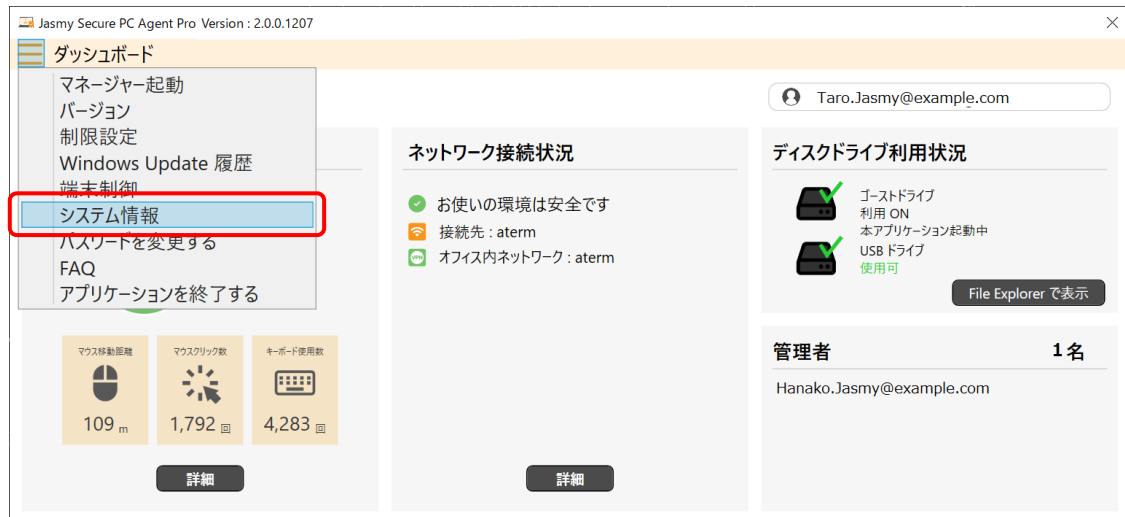 Jasmy Secure PC Agent Pro Version : 2.0.0.1207
ダッシュボード
マネージャー起動
バージョン
制限設定
Windows Update 履歴
端末制御
システム情報
パスワードを変更する
FAQ
アプリケーションを終了する
Taro.Jasmy@example.com
マウス移動距離
109 m
マウスクリック数
1,792 回
キーボード使用数
4,283 回
詳細
ネットワーク接続状況
お使いの環境は安全です
接続先 : aterm
VPN
オフィス内ネットワーク : aterm
詳細
ディスクドライブ利用状況
ゴーストドライブ
利用 ON
本アプリケーション起動中
USB ドライブ
使用可
File Explorer で表示
管理者
1 名
Hanako.Jasmy@example.com